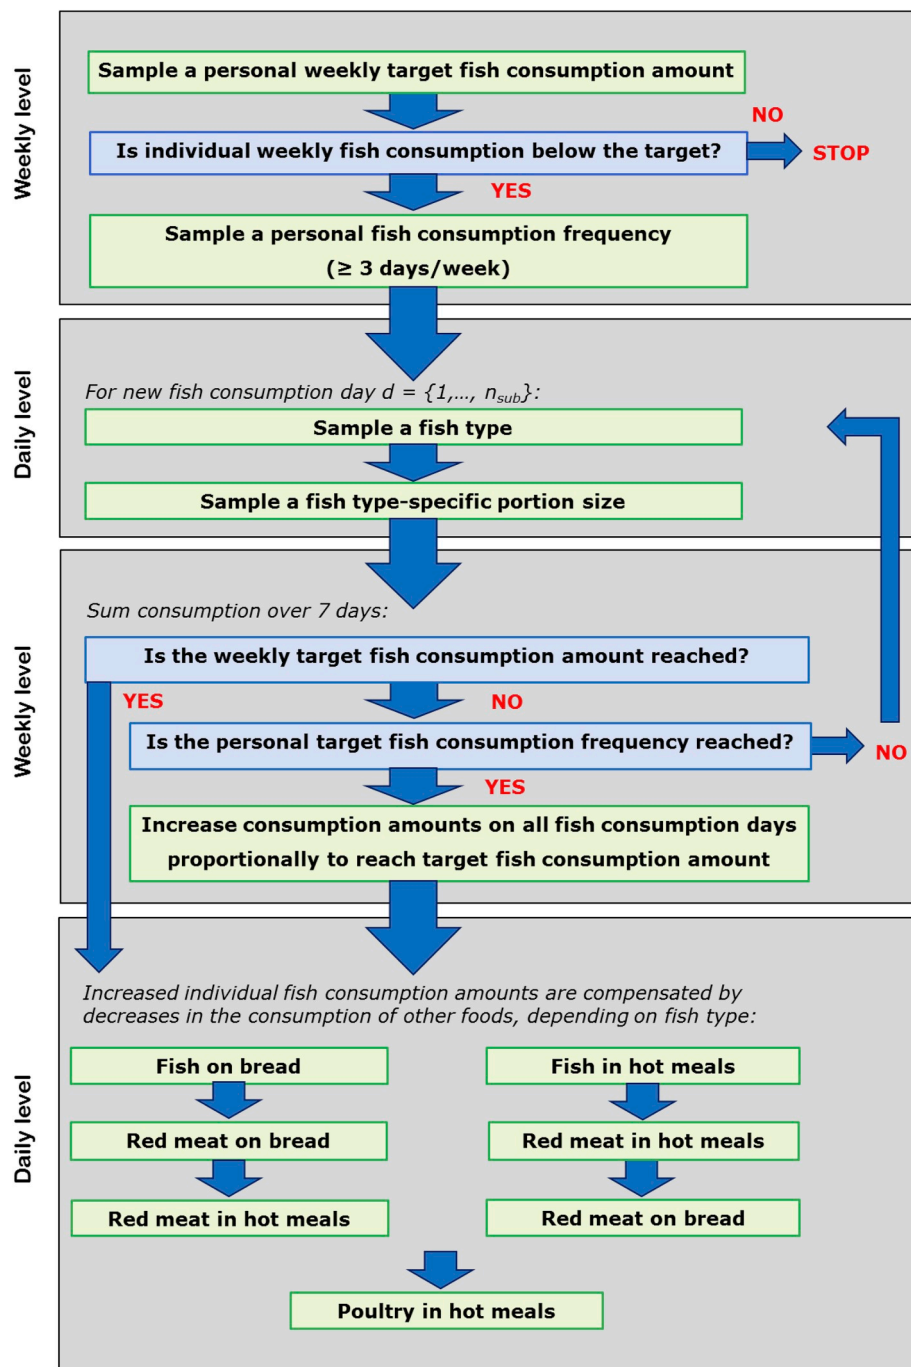 Weekly level
Sample a personal weekly target fish consumption amount
NO
Is individual weekly fish consumption below the target?
STOP
YES
Sample a personal fish consumption frequency
(≥ 3 days/week)
Daily level
For new fish consumption day d = {1,..., nsub}:
Sample a fish type
Sample a fish type-specific portion size
Weekly level
Sum consumption over 7 days:
Is the weekly target fish consumption amount reached?
YES
NO
Is the personal target fish consumption frequency reached?
NO
YES
Increase consumption amounts on all fish consumption days
proportionally to reach target fish consumption amount
Daily level
Increased individual fish consumption amounts are compensated by
decreases in the consumption of other foods, depending on fish type:
Fish on bread
Fish in hot meals
Red meat on bread
Red meat in hot meals
Red meat in hot meals
Red meat on bread
Poultry in hot meals